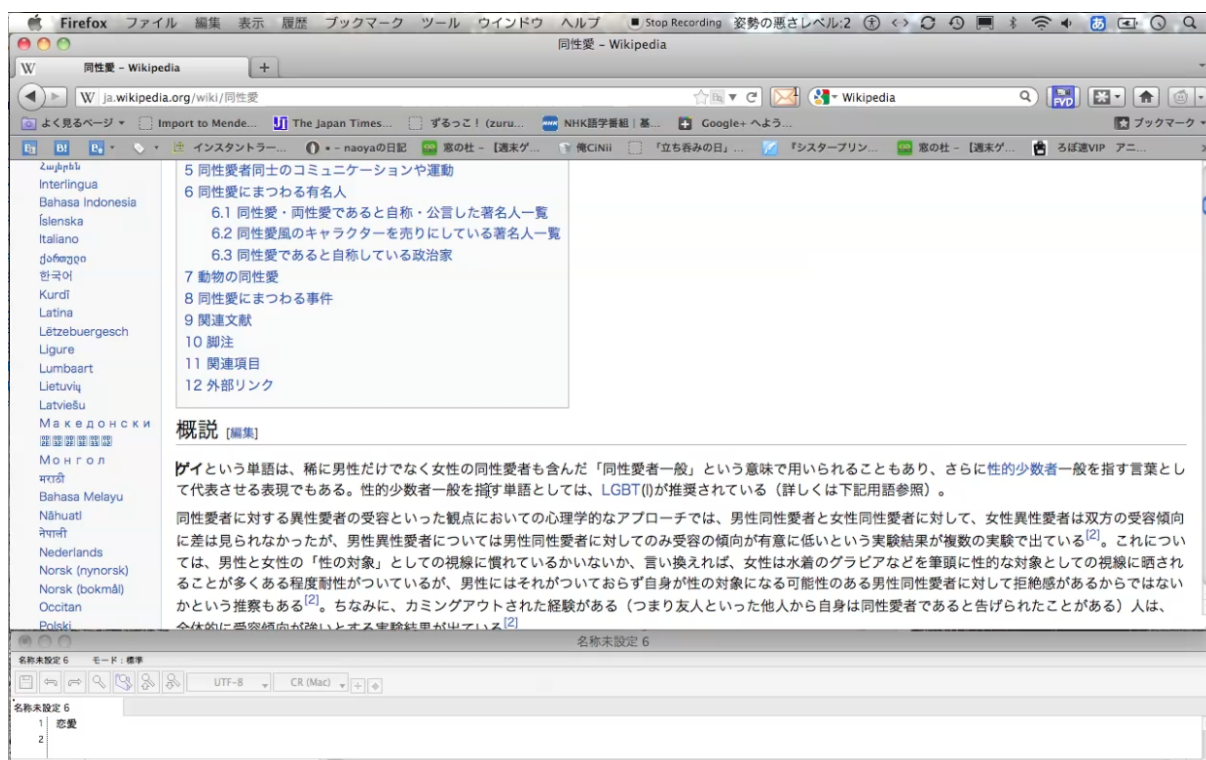 Firefox ファイル 編集 表示 履歴 ブックマーク ツール ウインドウ ヘルプ Stop Recording 姿勢の悪さレベル:2 あ
同性愛 – Wikipedia
W 同性愛 – Wikipedia +
W ja.wikipedia.org/wiki/同性愛 Wikipedia FVD
よく見るページ Import to Mende... The Japan Times... ずるっこ! (zuru... NHK語学番組 | 基... Google+ へよう... ブックマーク
B! インスタントラー... • – naoyaの日記 窓の杜 – 【週末ゲ... 俺CiNii 「立ち呑みの日」... 『シスタープリン... 窓の杜 – 【週末ゲ... ろぼ速VIP アニ...
Հայերեն
Interlingua
Bahasa Indonesia
Íslenska
Italiano
ქართული
한국어
Kurdî
Latina
Lëtzebuergesch
Ligure
Lumbaart
Lietuvių
Latviešu
Македонски
Монгол
मराठी
Bahasa Melayu
Nāhuatl
नेपाली
Nederlands
Norsk (nynorsk)
Norsk (bokmål)
Occitan
Polski
5 同性愛者同士のコミュニケーションや運動
6 同性愛にまつわる有名人
6.1 同性愛・両性愛であると自称・公言した著名人一覧
6.2 同性愛風のキャラクターを売りにしている著名人一覧
6.3 同性愛であると自称している政治家
7 動物の同性愛
8 同性愛にまつわる事件
9 関連文献
10 脚注
11 関連項目
12 外部リンク
概説 [編集]
ゲイという単語は、稀に男性だけでなく女性の同性愛者も含んだ「同性愛者一般」という意味で用いられることもあり、さらに性的少数者一般を指す言葉とし
て代表させる表現でもある。性的少数者一般を指す単語としては、LGBT(I)が推奨されている（詳しくは下記用語参照）。
同性愛者に対する異性愛者の受容といった観点においての心理学的なアプローチでは、男性同性愛者と女性同性愛者に対して、女性異性愛者は双方の受容傾向
に差は見られなかったが、男性異性愛者については男性同性愛者に対してのみ受容の傾向が有意に低いという実験結果が複数の実験で出ている[2]。これについ
ては、男性と女性の「性の対象」としての視線に慣れているかいないか、言い換えれば、女性は水着のグラビアなどを筆頭に性的な対象としての視線に晒され
ることが多くある程度耐性がついているが、男性にはそれがついておらず自身が性の対象になる可能性のある男性同性愛者に対して拒絶感があるからではない
かという推察もある[2]。ちなみに、カミングアウトされた経験がある（つまり友人といった他人から自身は同性愛者であると告げられたことがある）人は、
全体的に受容傾向が強いとする実験結果が出ている[2]
名称未設定 6
名称未設定 6 モード：標準
UTF-8 CR (Mac)
名称未設定 6
1 恋愛
2